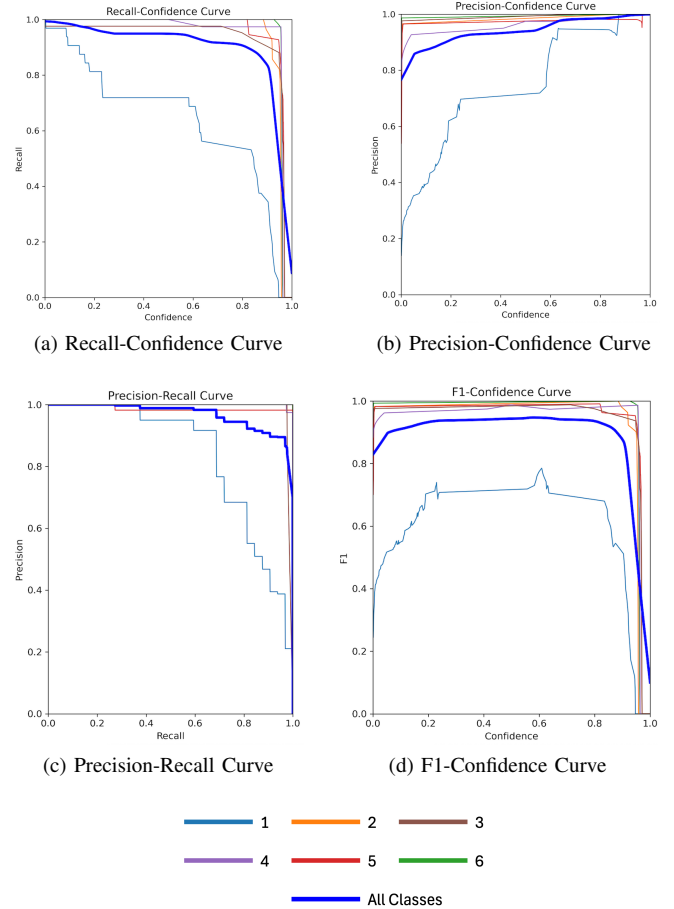 Recall-Confidence Curve
1.0
0.8
0.6
0.4
0.2
0.0
Recall
0.0 0.2 0.4 0.6 0.8 1.0
Confidence
(a) Recall-Confidence Curve
Precision-Confidence Curve
1.0
0.8
0.6
0.4
0.2
0.0
Precision
0.0 0.2 0.4 0.6 0.8 1.0
Confidence
(b) Precision-Confidence Curve
Precision-Recall Curve
1.0
0.8
0.6
0.4
0.2
0.0
Precision
0.0 0.2 0.4 0.6 0.8 1.0
Recall
(c) Precision-Recall Curve
F1-Confidence Curve
1.0
0.8
0.6
0.4
0.2
0.0
F1
0.0 0.2 0.4 0.6 0.8 1.0
Confidence
(d) F1-Confidence Curve
1 2 3
4 5 6
All Classes